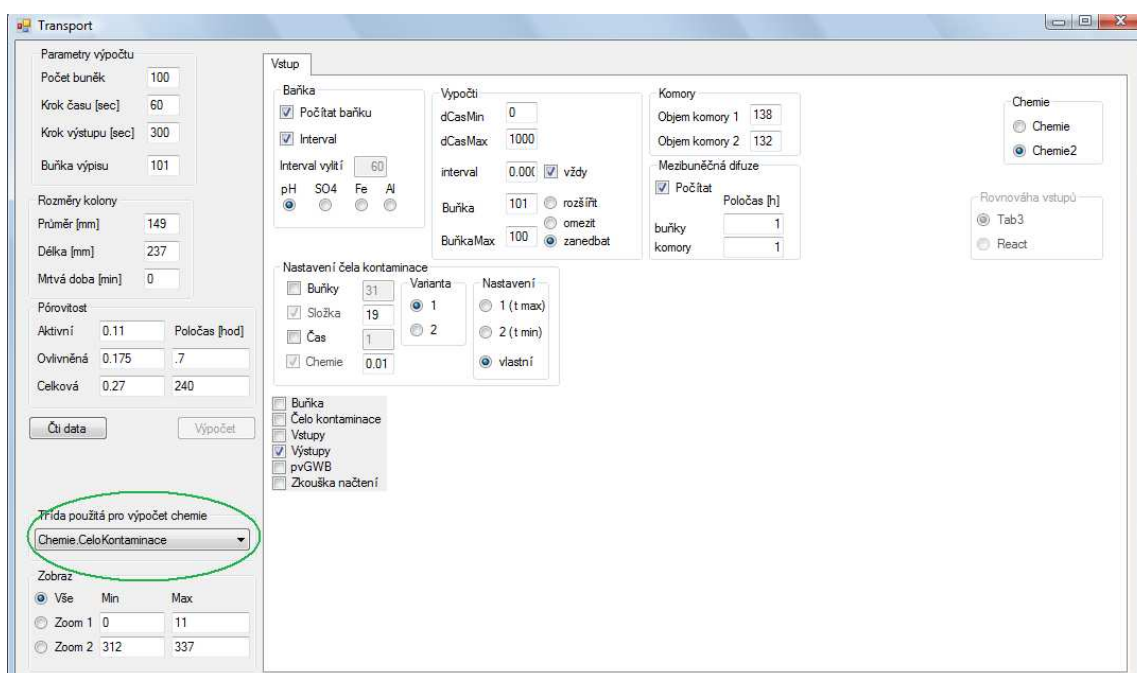 Transport
Parametry výpočtu
Počet buněk 100
Krok času [sec] 60
Krok výstupu [sec] 300
Buňka výpisu 101
Rozměry kolony
Průměr [mm] 149
Délka [mm] 237
Mrtvá doba [min] 0
Pórovitost
Aktivní 0.11 Poločas [hod]
Ovlivněná 0.175 .7
Celková 0.27 240
Čti data Výpočet
Třída použitá pro výpočet chemie
Chemie.CeloKontaminace
Zobraz
Vše Min Max
Zoom 1 0 11
Zoom 2 312 337
Vstup
Baňka
Počítat baňku
Interval
Interval vylití 60
pH SO4 Fe Al
Vypočti
dCasMin 0
dCasMax 1000
interval 0.00( vždy
Buňka 101 rozšířit
omezit
BuňkaMax 100 zanedbat
Komory
Objem komory 1 138
Objem komory 2 132
Mezibuněčná difuze
Počítat
Poločas [h]
buňky 1
komory 1
Chemie
Chemie
Chemie2
Rovnováha vstupů
Tab3
React
Nastavení čela kontaminace
Buňky 31
Složka 19
Čas 1
Chemie 0.01
Varianta
1
2
Nastavení
1 (t max)
2 (t min)
vlastní
Buňka
Čelo kontaminace
Vstupy
Výstupy
pvGWB
Zkouška načtení